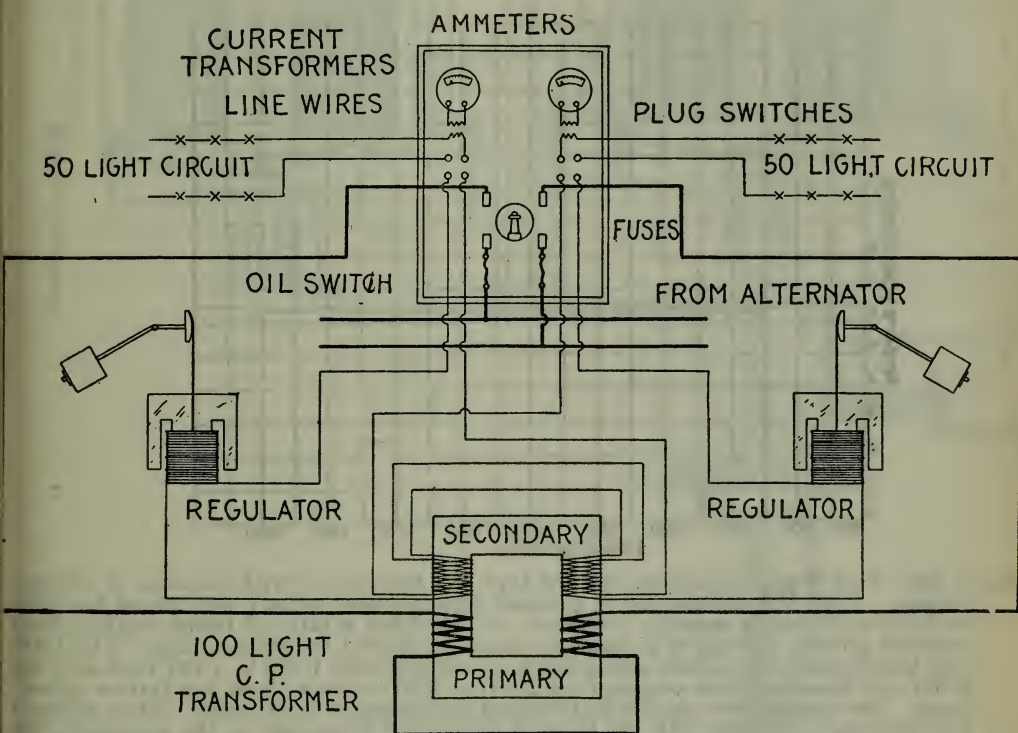 AMMETERS
CURRENT
TRANSFORMERS
LINE WIRES
PLUG SWITCHES
50 LIGHT CIRCUIT
50 LIGHT CIRCUIT
FUSES
OIL SWITCH
FROM ALTERNATOR
REGULATOR
REGULATOR
SECONDARY
100 LIGHT
C. P.
TRANSFORMER
PRIMARY